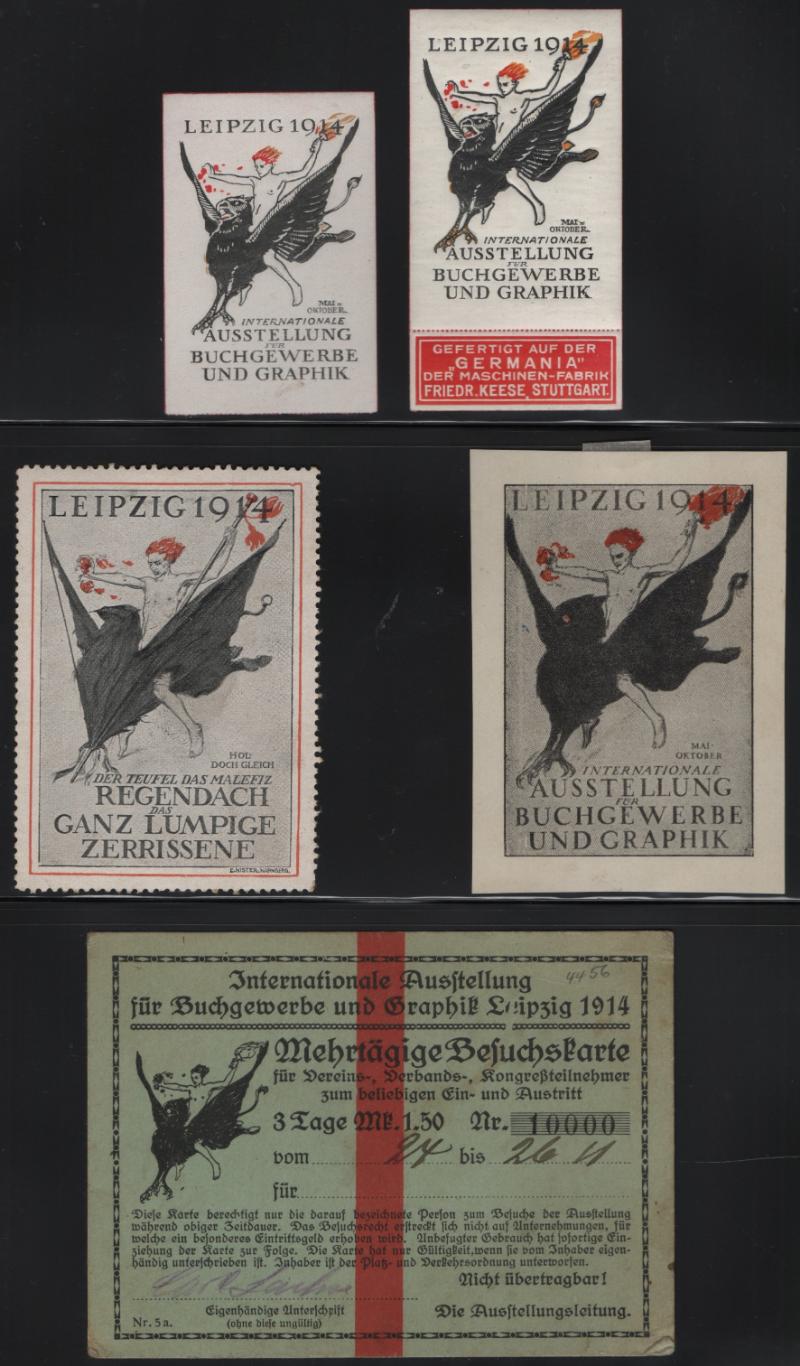 LEIPZIG 1914
MAI =
OKTOBER.
INTERNATIONALE
AUSSTELLUNG
FÜR
BUCHGEWERBE
UND GRAPHIK
LEIPZIG 1914
MAI =
OKTOBER.
INTERNATIONALE
AUSSTELLUNG
FÜR
BUCHGEWERBE
UND GRAPHIK
GEFERTIGT AUF DER
„GERMANIA"
DER MASCHINEN-FABRIK
FRIEDR. KEESE, STUTTGART.
LEIPZIG 1914
HOL'
DOCH GLEICH
DER TEUFEL DAS MALEFIZ
REGENDACH
DAS
GANZ LUMPIGE
ZERRISSENE
E. NISTER, NÜRNBERG.
LEIPZIG 1914
MAI-
OKTOBER
INTERNATIONALE
AUSSTELLUNG
FÜR
BUCHGEWERBE
UND GRAPHIK
4456
Internationale Ausſtellung
für Buchgewerbe und Graphik Leipzig 1914
Mehrtägige Beſuchskarte
für Vereins-, Verbands-, Kongreßteilnehmer
zum beliebigen Ein- und Austritt
3 Tage Mk. 1.50 Nr. 10000
vom 24 bis 26 11
für
Dieſe Karte berechtigt nur die darauf bezeichnete Perſon zum Beſuche der Ausſtellung
während obiger Zeitdauer. Das Beſuchsrecht erſtreckt ſich nicht auf Unternehmungen, für
welche ein beſonderes Eintrittsgeld erhoben wird. Unbefugter Gebrauch hat ſofortige Ein-
ziehung der Karte zur Folge. Die Karte hat nur Gültigkeit, wenn ſie vom Inhaber eigen-
händig unterſchrieben iſt. Inhaber iſt der Platz- und Verkehrsordnung unterworfen.
Nicht übertragbar!
Eigenhändige Unterſchrift
(ohne dieſe ungültig)
Die Ausſtellungsleitung.
Nr. 5a.